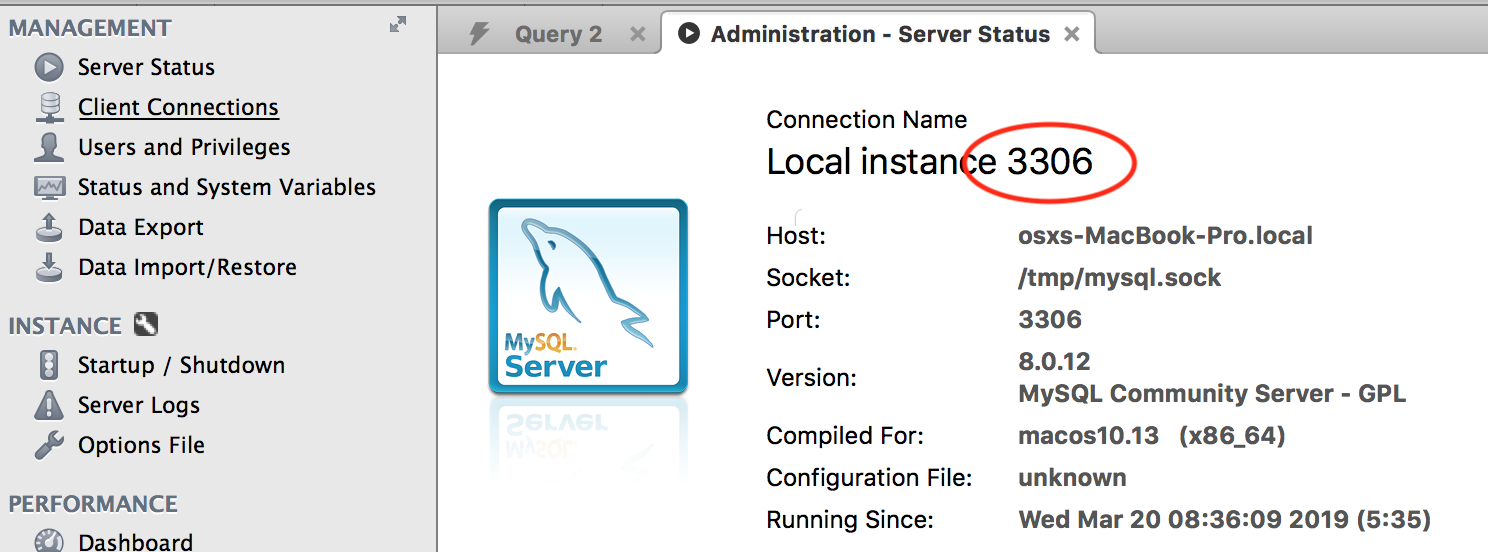 MANAGEMENT
Server Status
Client Connections
Users and Privileges
Status and System Variables
Data Export
Data Import/Restore
INSTANCE
Startup / Shutdown
Server Logs
Options File
PERFORMANCE
Dashboard
Query 2
Administration - Server Status
Connection Name
Local instance 3306
MySQL
Server
Host: osxs-MacBook-Pro.local
Socket: /tmp/mysql.sock
Port: 3306
Version: 8.0.12
MySQL Community Server - GPL
Compiled For: macos10.13 (x86_64)
Configuration File: unknown
Running Since: Wed Mar 20 08:36:09 2019 (5:35)